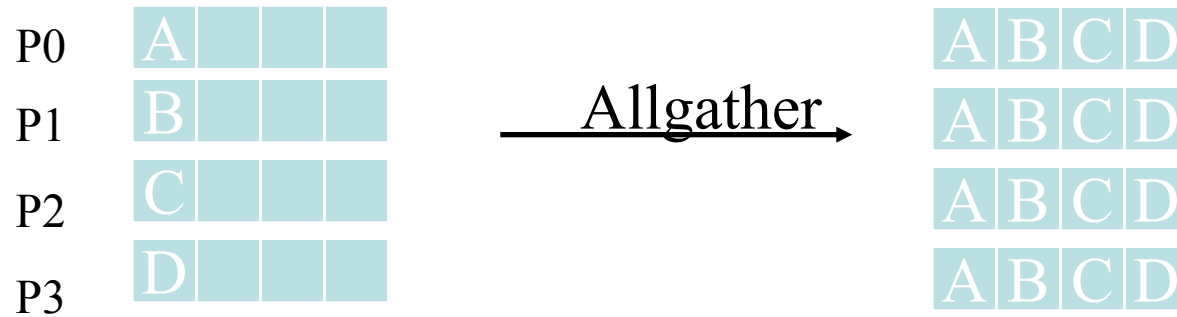 P0 A A B C D
P1 B Allgather A B C D
P2 C A B C D
P3 D A B C D